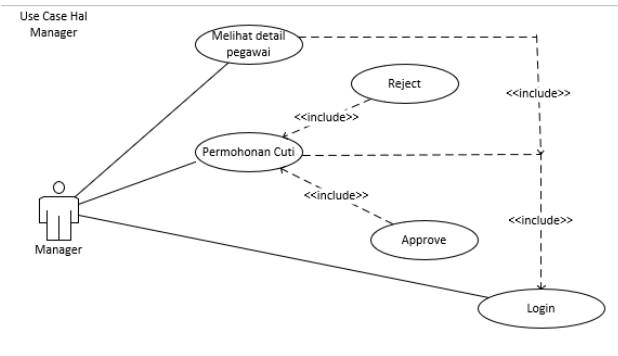 Use Case Hal
Manager
Melihat detail
pegawai
Reject
<<include>>
<<include>>
Permohonan Cuti
<<include>>
Manager
Approve
<<include>>
Login